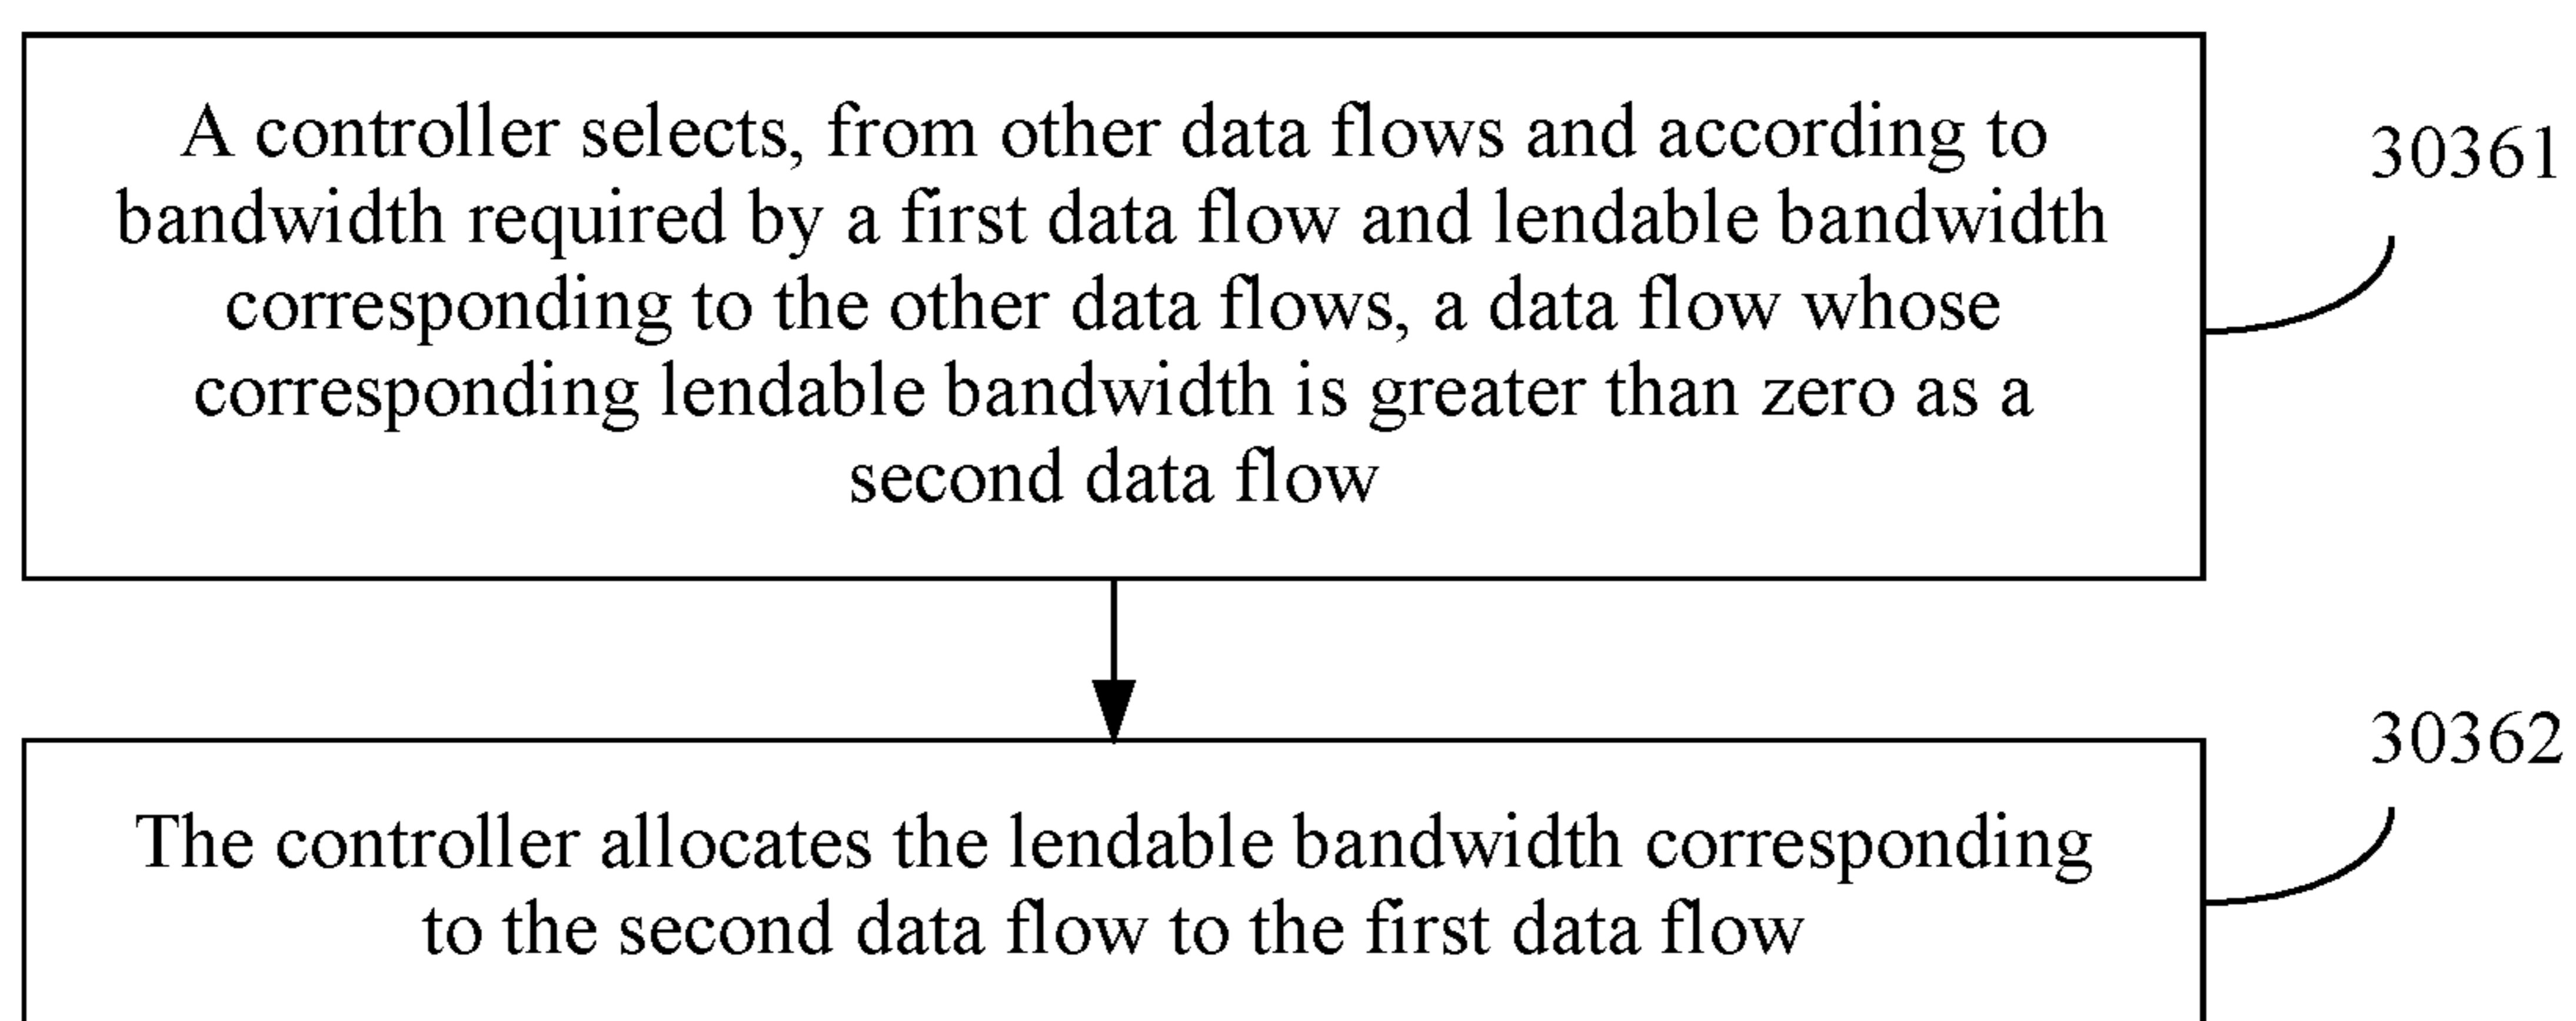 A controller selects, from other data flows and according to
bandwidth required by a first data flow and lendable bandwidth
corresponding to the other data flows, a data flow whose
corresponding lendable bandwidth is greater than zero as a
second data flow
30361
The controller allocates the lendable bandwidth corresponding
to the second data flow to the first data flow
30362